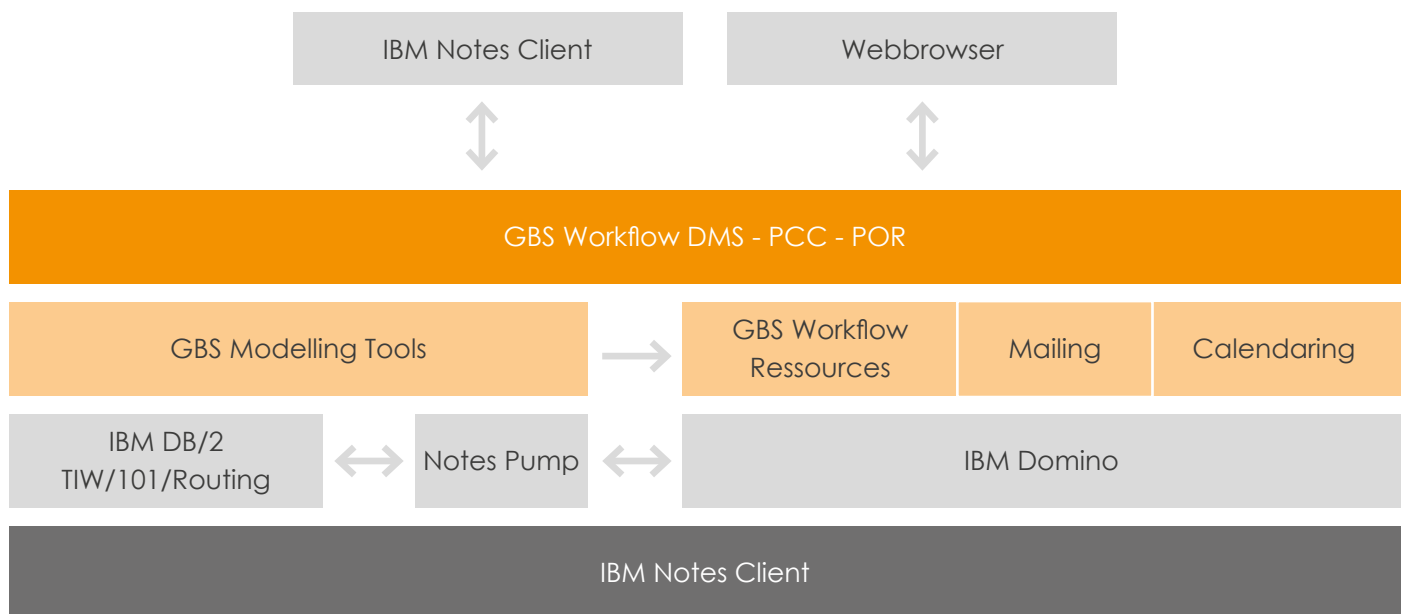 IBM Notes Client
Webbrowser
GBS Workflow DMS - PCC - POR
GBS Modelling Tools
GBS Workflow
Ressources
Mailing
Calendaring
IBM DB/2
TIW/101/Routing
Notes Pump
IBM Domino
IBM Notes Client